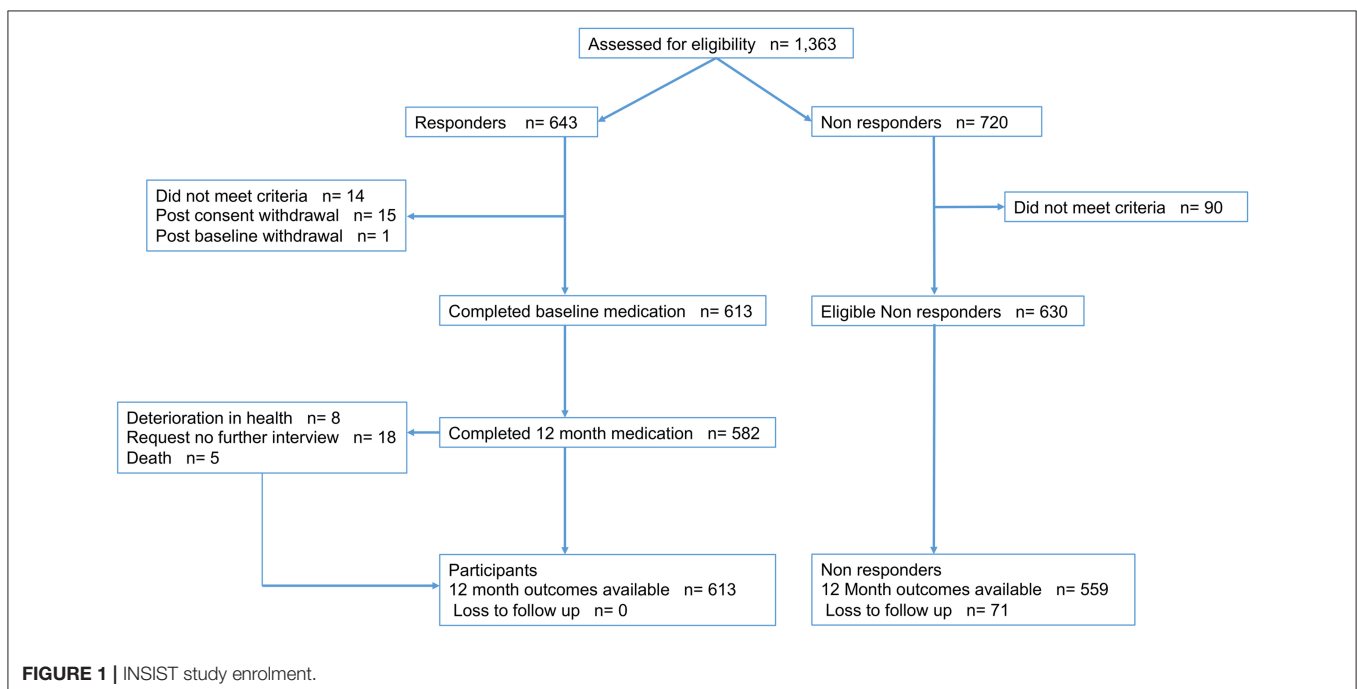 Assessed for eligibility n= 1,363
Responders n= 643
Non responders n= 720
Did not meet criteria n= 14
Post consent withdrawal n= 15
Post baseline withdrawal n= 1
Did not meet criteria n= 90
Completed baseline medication n= 613
Eligible Non responders n= 630
Deterioration in health n= 8
Request no further interview n= 18
Death n= 5
Completed 12 month medication n= 582
Participants
12 month outcomes available n= 613
Loss to follow up n= 0
Non responders
12 Month outcomes available n= 559
Loss to follow up n= 71
FIGURE 1 | INSIST study enrolment.